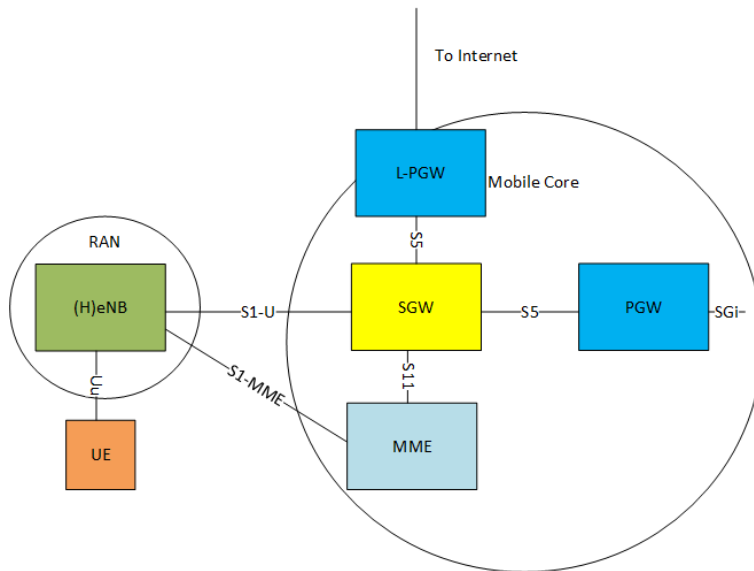 To Internet
L-PGW
Mobile Core
S5
RAN
(H)eNB
S1-U
SGW
S5
PGW
SGi
Uu
S1-MME
S11
UE
MME